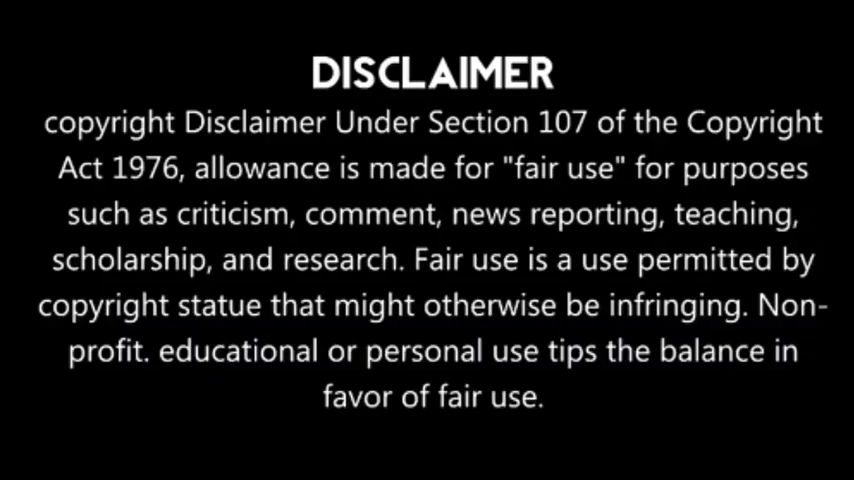 DISCLAIMER
copyright Disclaimer Under Section 107 of the Copyright
Act 1976, allowance is made for "fair use" for purposes
such as criticism, comment, news reporting, teaching,
scholarship, and research. Fair use is a use permitted by
copyright statue that might otherwise be infringing. Non-
profit. educational or personal use tips the balance in
favor of fair use.